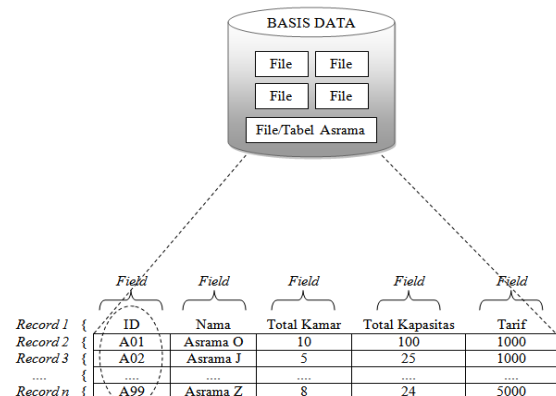 BASIS DATA
File File
File File
File/Tabel Asrama
Field Field Field Field Field
Record 1 { ID Nama Total Kamar Total Kapasitas Tarif
Record 2 { A01 Asrama O 10 100 1000
Record 3 { A02 Asrama J 5 25 1000
.... { .... .... .... .... ....
Record n { A99 Asrama Z 8 24 5000